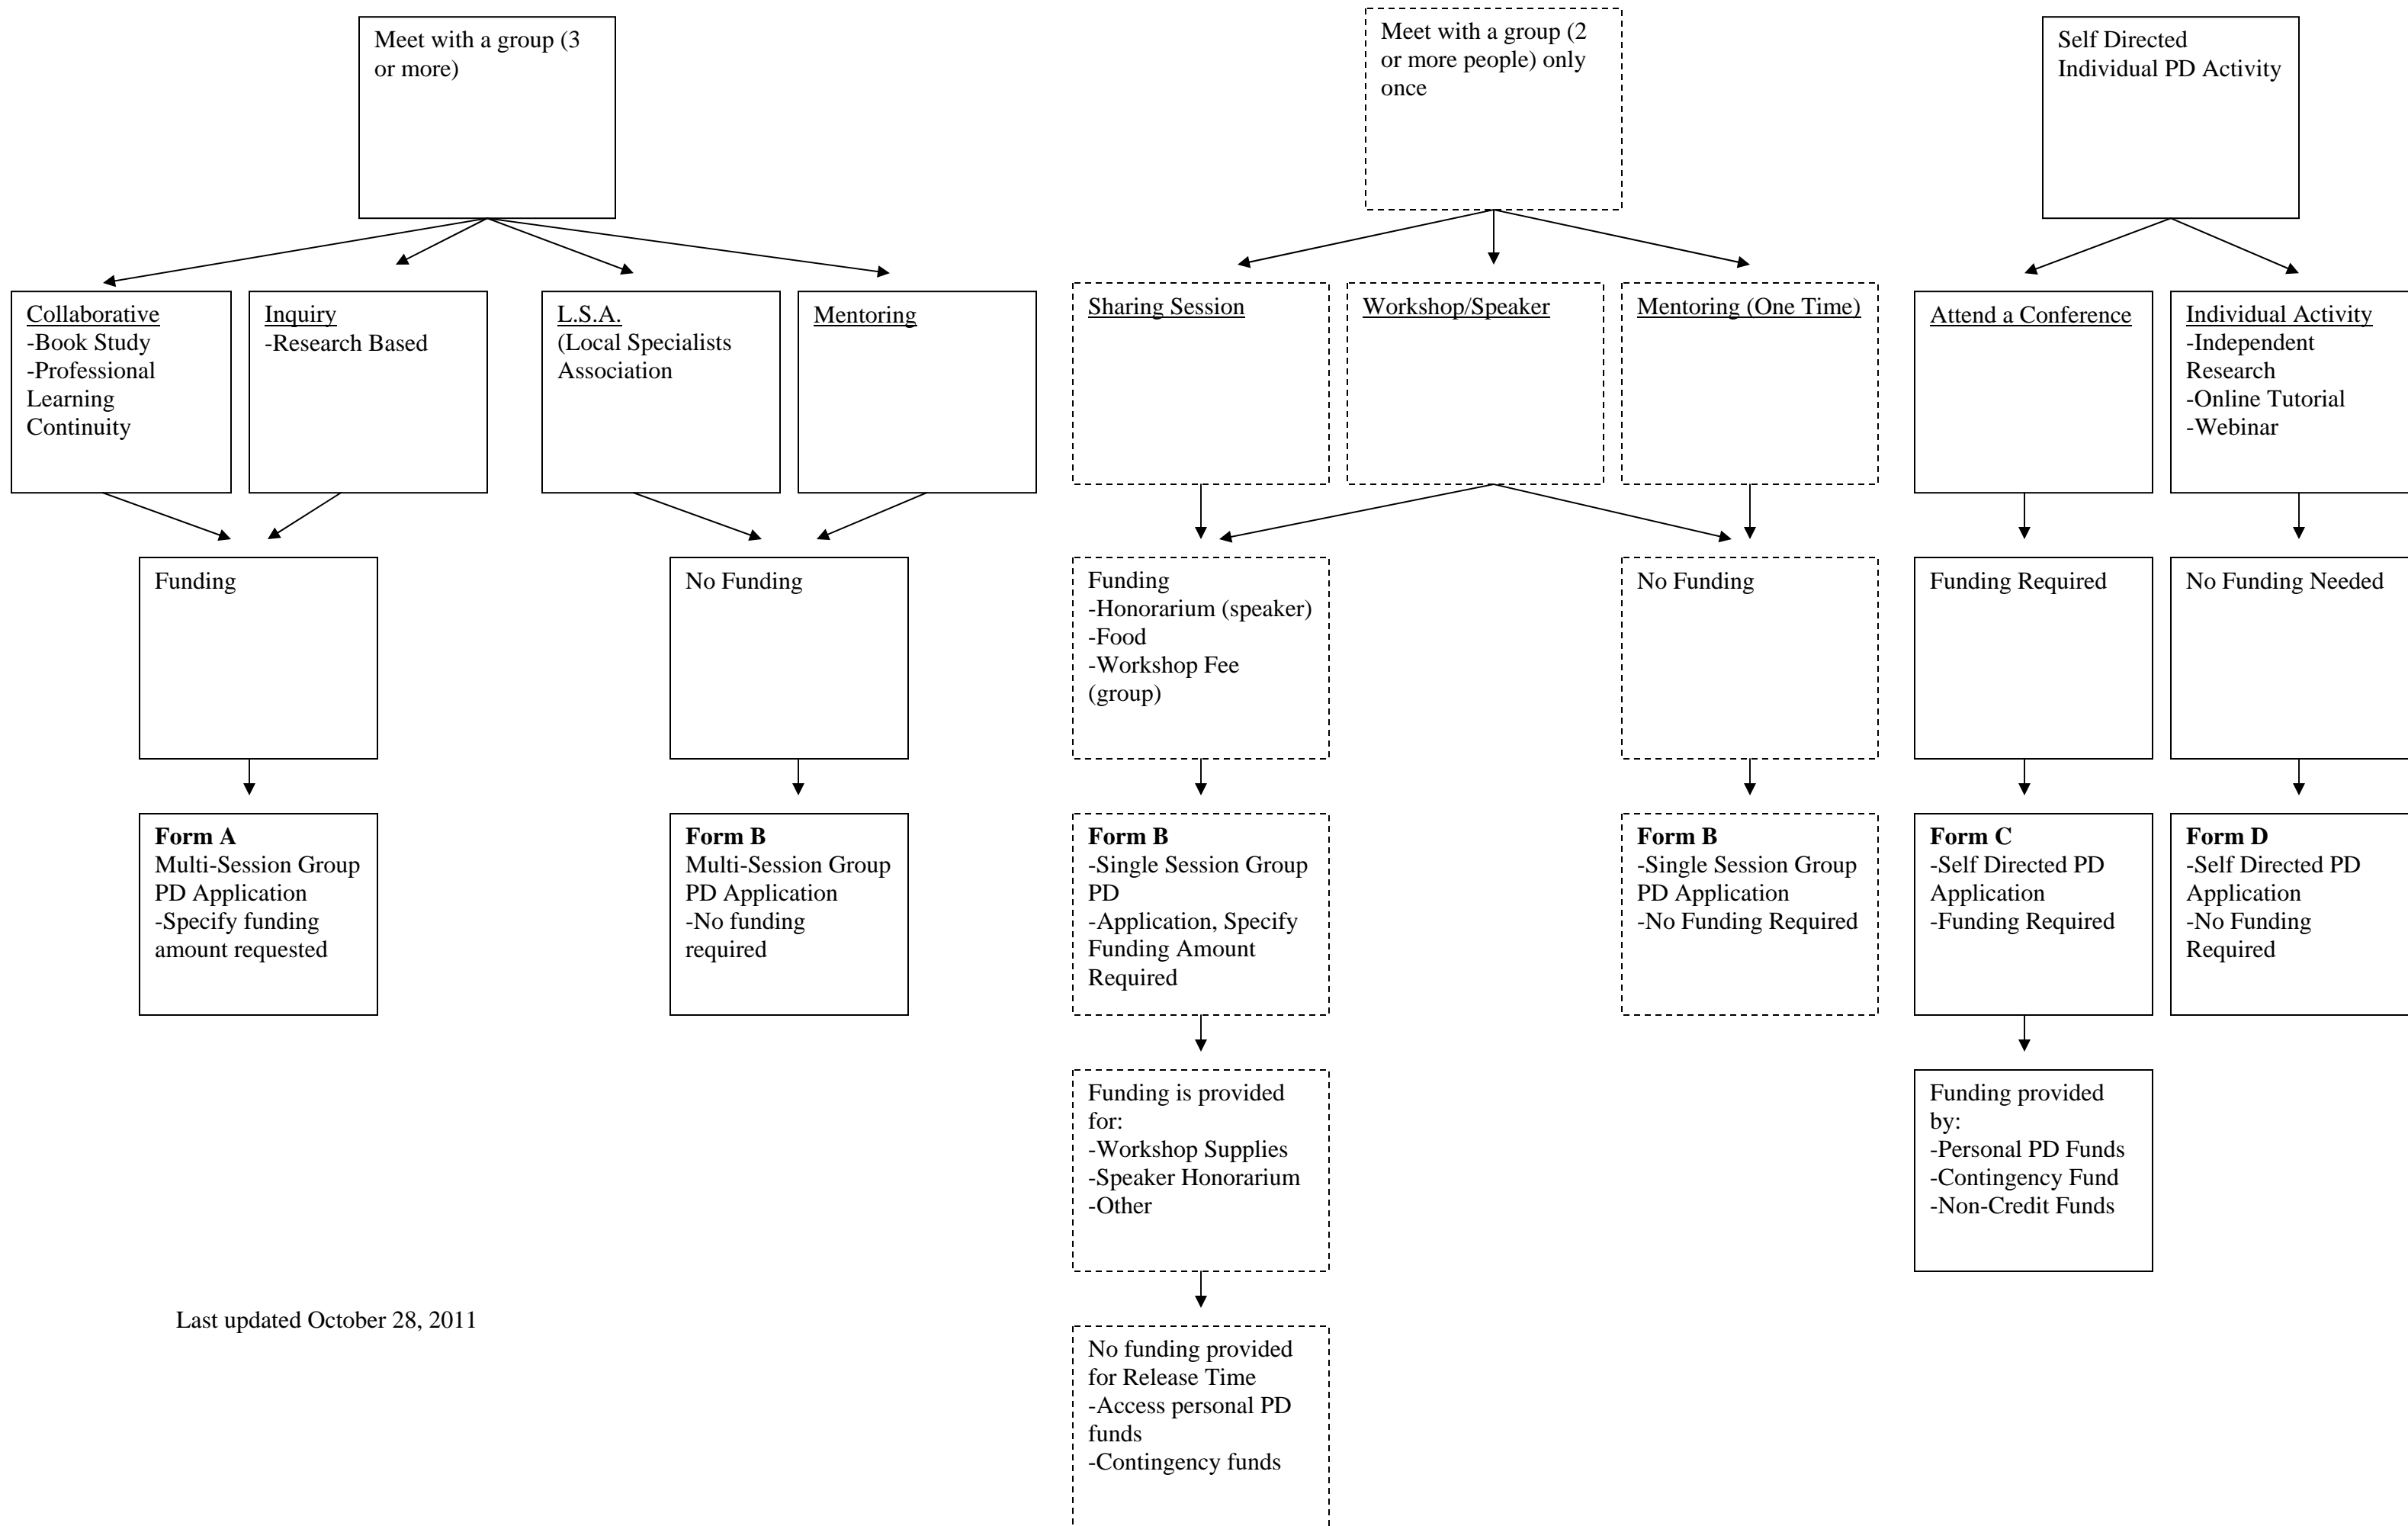 Meet with a group (3
or more)
Meet with a group (2
or more people) only
once
Self Directed
Individual PD Activity
Collaborative
-Book Study
-Professional
Learning
Continuity
Inquiry
-Research Based
L.S.A.
(Local Specialists
Association
Mentoring
Sharing Session
Workshop/Speaker
Mentoring (One Time)
Attend a Conference
Individual Activity
-Independent
Research
-Online Tutorial
-Webinar
Funding
No Funding
Funding
-Honorarium (speaker)
-Food
-Workshop Fee
(group)
No Funding
Funding Required
No Funding Needed
Form A
Multi-Session Group
PD Application
-Specify funding
amount requested
Form B
Multi-Session Group
PD Application
-No funding
required
Form B
-Single Session Group
PD
-Application, Specify
Funding Amount
Required
Form B
-Single Session Group
PD Application
-No Funding Required
Form C
-Self Directed PD
Application
-Funding Required
Form D
-Self Directed PD
Application
-No Funding
Required
Funding is provided
for:
-Workshop Supplies
-Speaker Honorarium
-Other
Funding provided
by:
-Personal PD Funds
-Contingency Fund
-Non-Credit Funds
Last updated October 28, 2011
No funding provided
for Release Time
-Access personal PD
funds
-Contingency funds